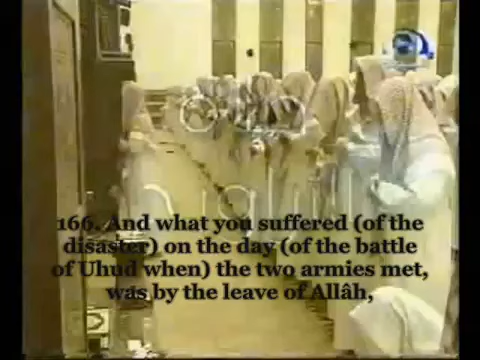 166. And what you suffered (of the
disaster) on the day (of the battle
of Uhud when) the two armies met,
was by the leave of Allâh,